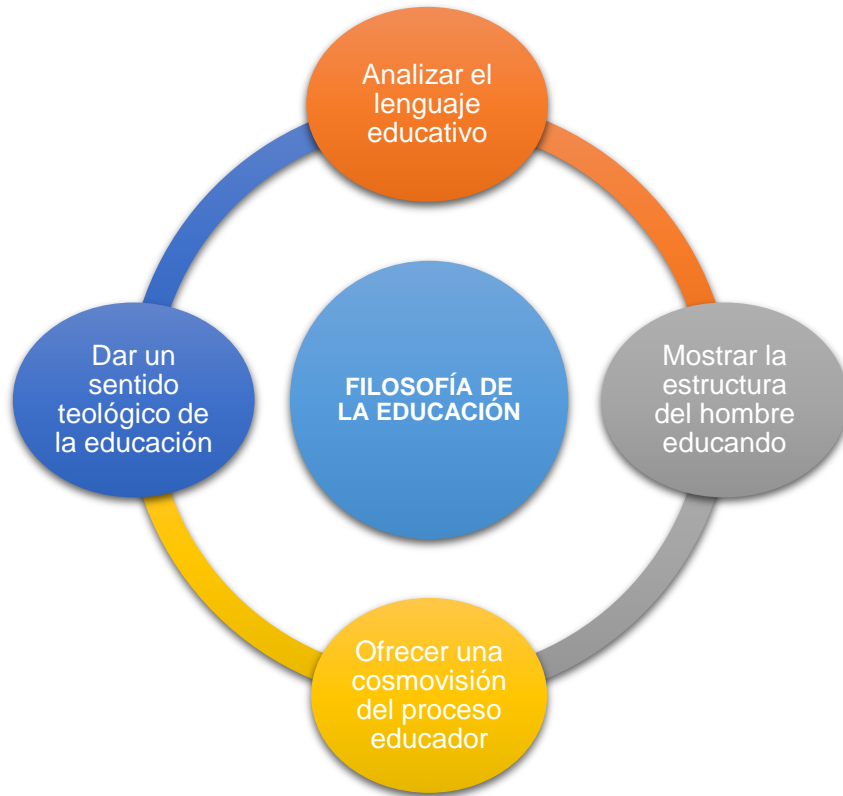 Analizar el
lenguaje
educativo
Dar un
sentido
teológico de
la educación
FILOSOFÍA DE
LA EDUCACIÓN
Mostrar la
estructura
del hombre
educando
Ofrecer una
cosmovisión
del proceso
educador